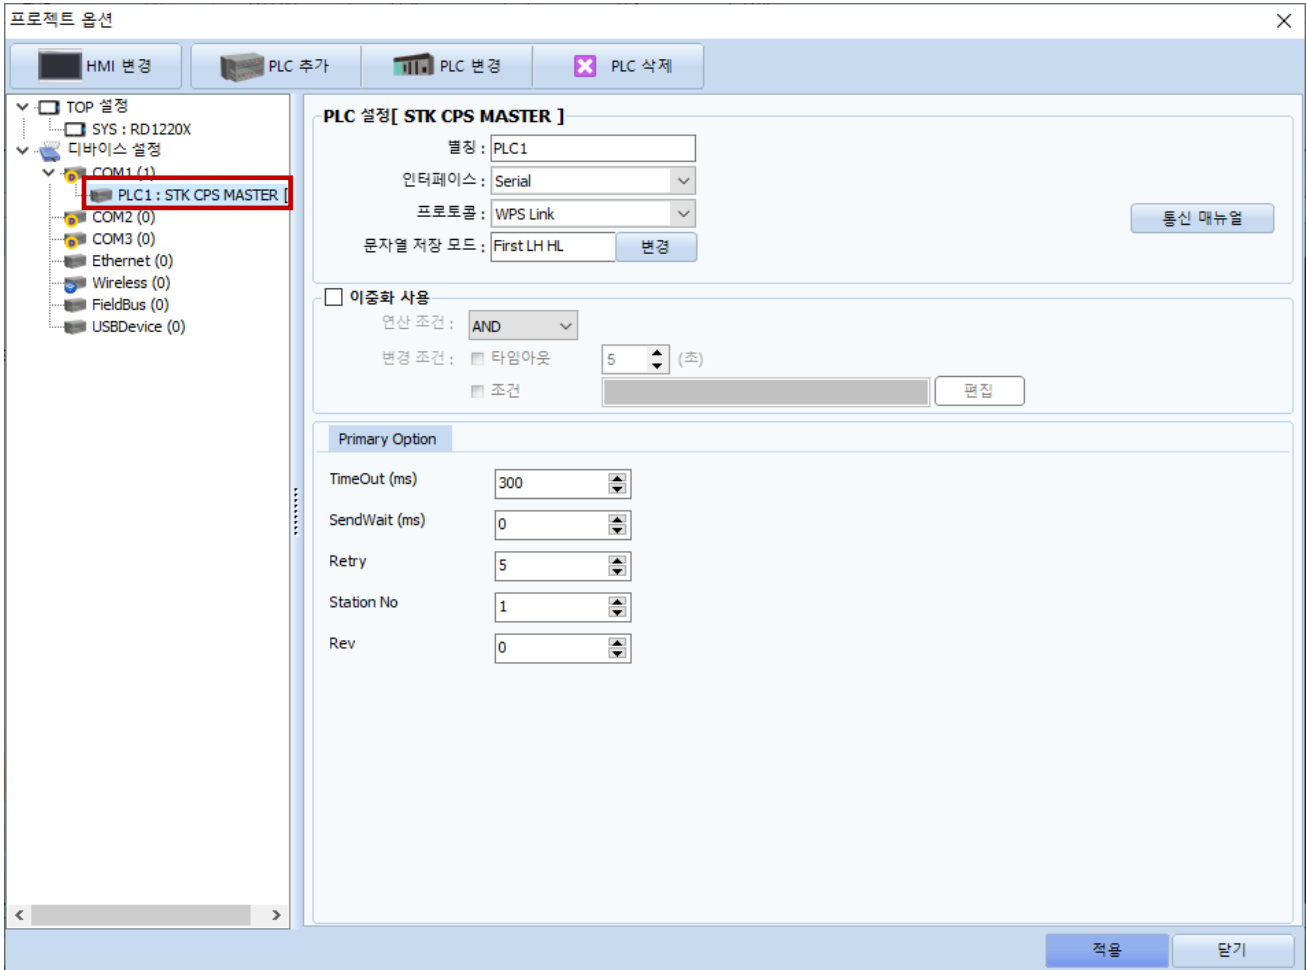 프로젝트 옵션
HMI 변경
PLC 추가
PLC 변경
PLC 삭제
TOP 설정
SYS : RD1220X
디바이스 설정
COM1 (1)
PLC1 : STK CPS MASTER [
COM2 (0)
COM3 (0)
Ethernet (0)
Wireless (0)
FieldBus (0)
USBDevice (0)
PLC 설정[ STK CPS MASTER ]
별칭 : PLC1
인터페이스 : Serial
프로토콜 : WPS Link
통신 매뉴얼
문자열 저장 모드 : First LH HL 변경
이중화 사용
연산 조건 : AND
변경 조건 : 타임아웃 5 (초)
조건 편집
Primary Option
TimeOut (ms) 300
SendWait (ms) 0
Retry 5
Station No 1
Rev 0
적용 닫기